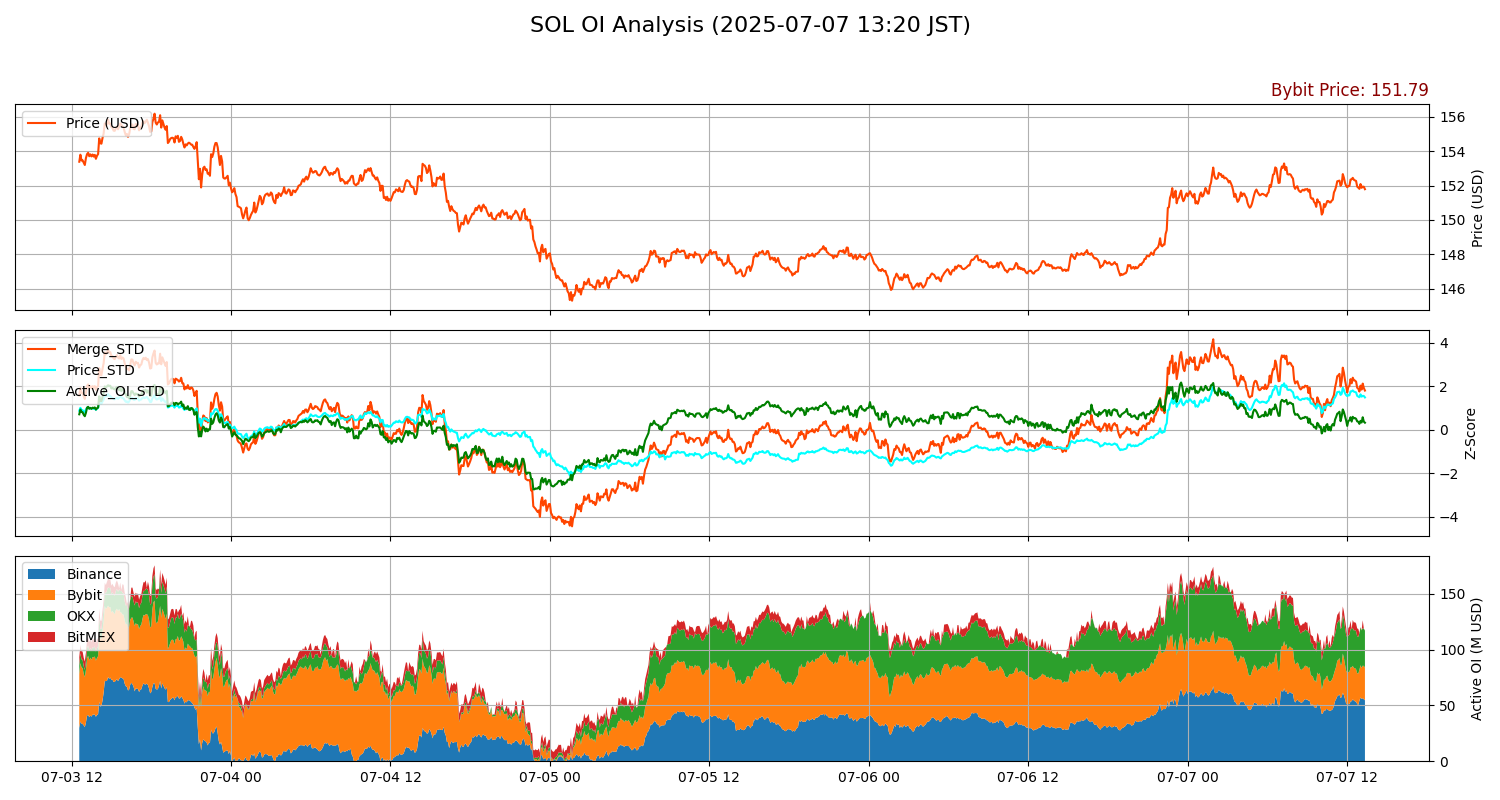 SOL OI Analysis (2025-07-07 13:20 JST)
Bybit Price: 151.79
Price (USD)
156
154
152
150
148
146
Price (USD)
Merge_STD
Price_STD
Active_OI_STD
4
2
0
−2
−4
Z-Score
Binance
Bybit
OKX
BitMEX
150
100
50
0
Active OI (M USD)
07-03 12
07-04 00
07-04 12
07-05 00
07-05 12
07-06 00
07-06 12
07-07 00
07-07 12